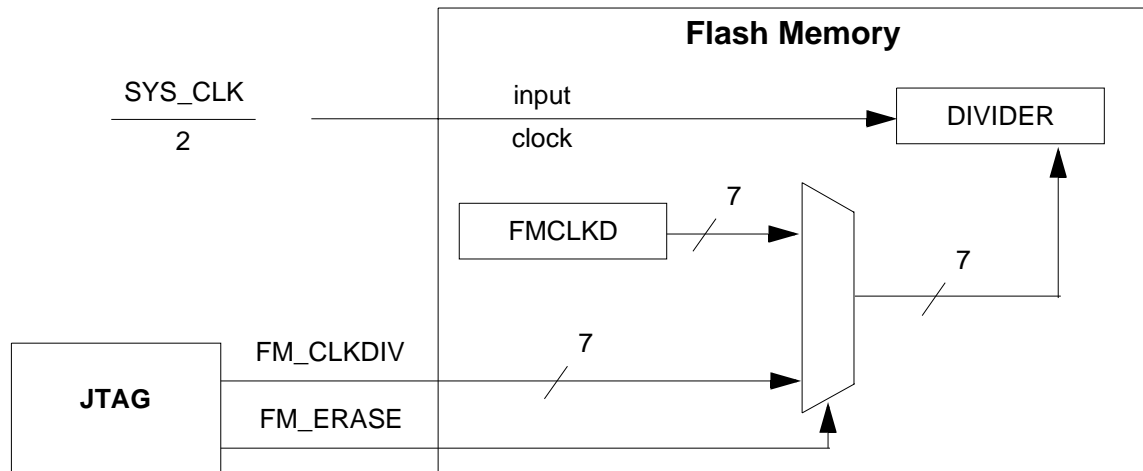 Flash Memory
SYS_CLK
2
input
clock
DIVIDER
7
FMCLKD
7
7
FM_CLKDIV
JTAG
FM_ERASE